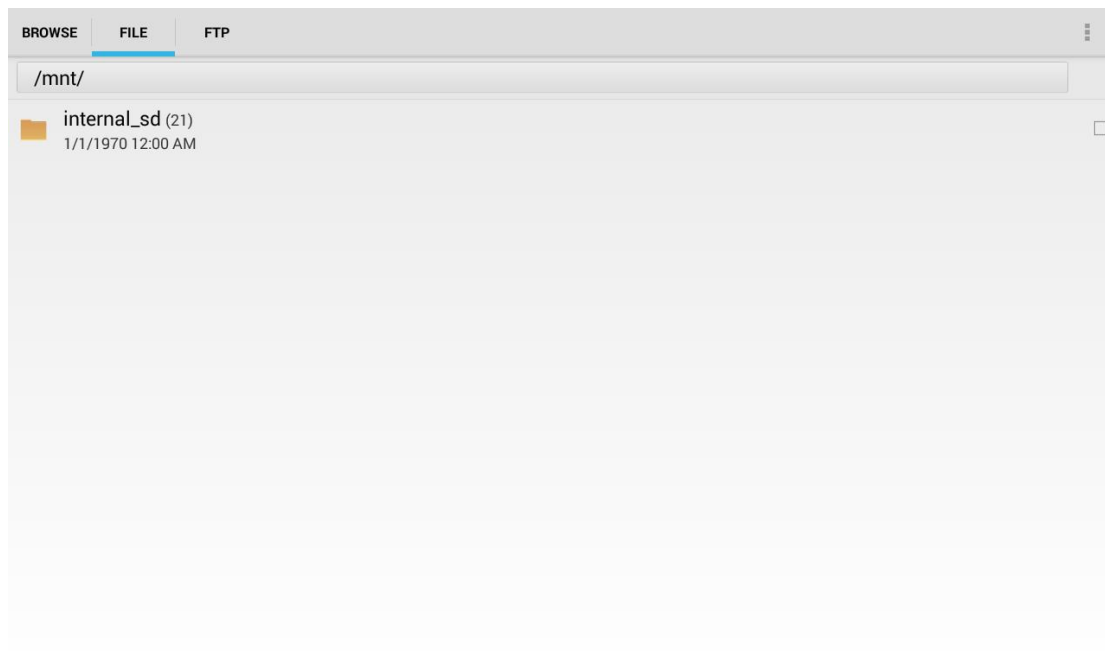 BROWSE FILE FTP
/mnt/
internal_sd (21)
1/1/1970 12:00 AM